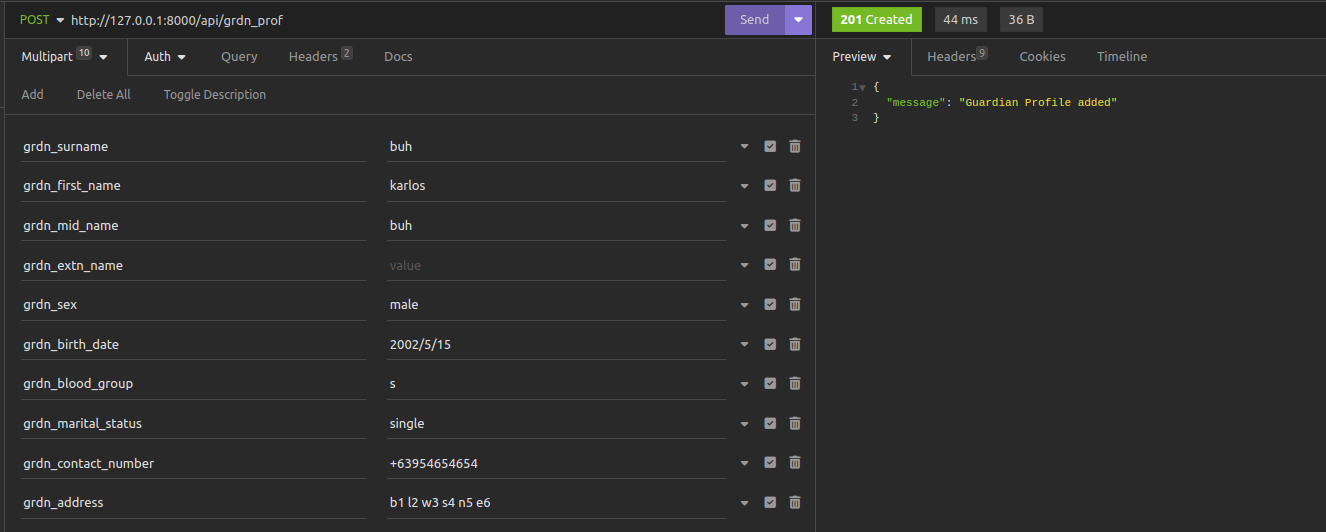 POST http://127.0.0.1:8000/api/grdn_prof Send 201 Created 44 ms 36 B
Multipart 10 Auth Query Headers 2 Docs Preview Headers 9 Cookies Timeline
Add Delete All Toggle Description
1 {
2 "message": "Guardian Profile added"
3 }
grdn_surname buh
grdn_first_name karlos
grdn_mid_name buh
grdn_extn_name value
grdn_sex male
grdn_birth_date 2002/5/15
grdn_blood_group s
grdn_marital_status single
grdn_contact_number +63954654654
grdn_address b1 l2 w3 s4 n5 e6